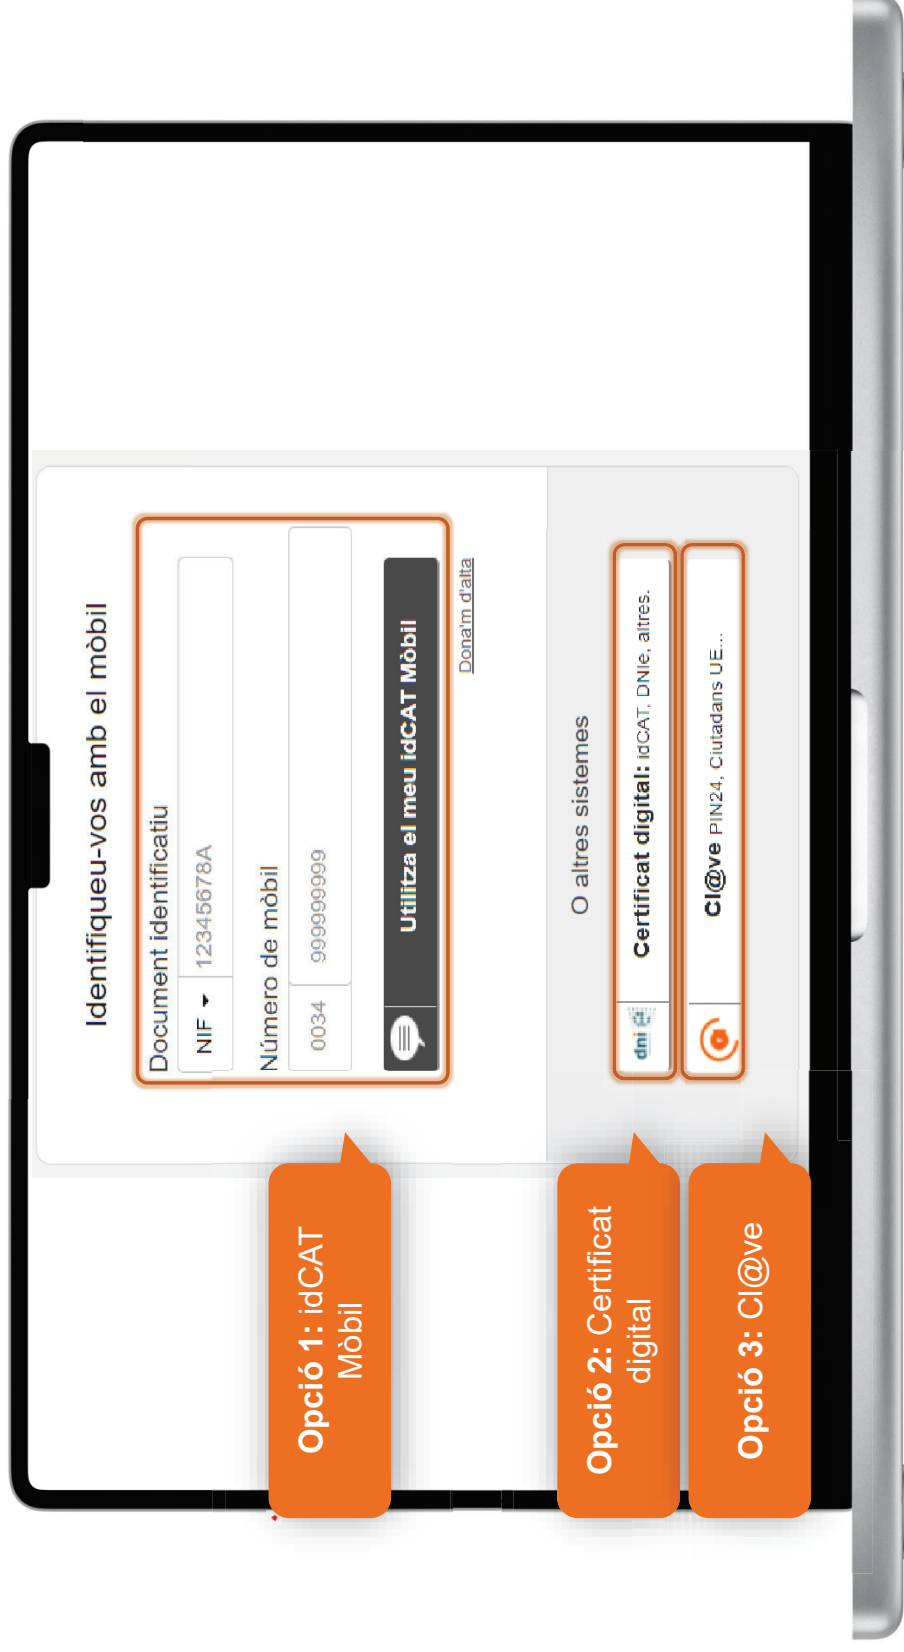 Identifiqueu-vos amb el mòbil
Document identificatiu
NIF 12345678A
Número de mòbil
0034 999999999
Utilitza el meu idCAT Mòbil
Dona'm d'alta
O altres sistemes
dni e Certificat digital: idCAT, DNIe, altres.
Cl@ve PIN24, Ciutadans UE...
Opció 1: idCAT
Mòbil
Opció 2: Certificat
digital
Opció 3: Cl@ve